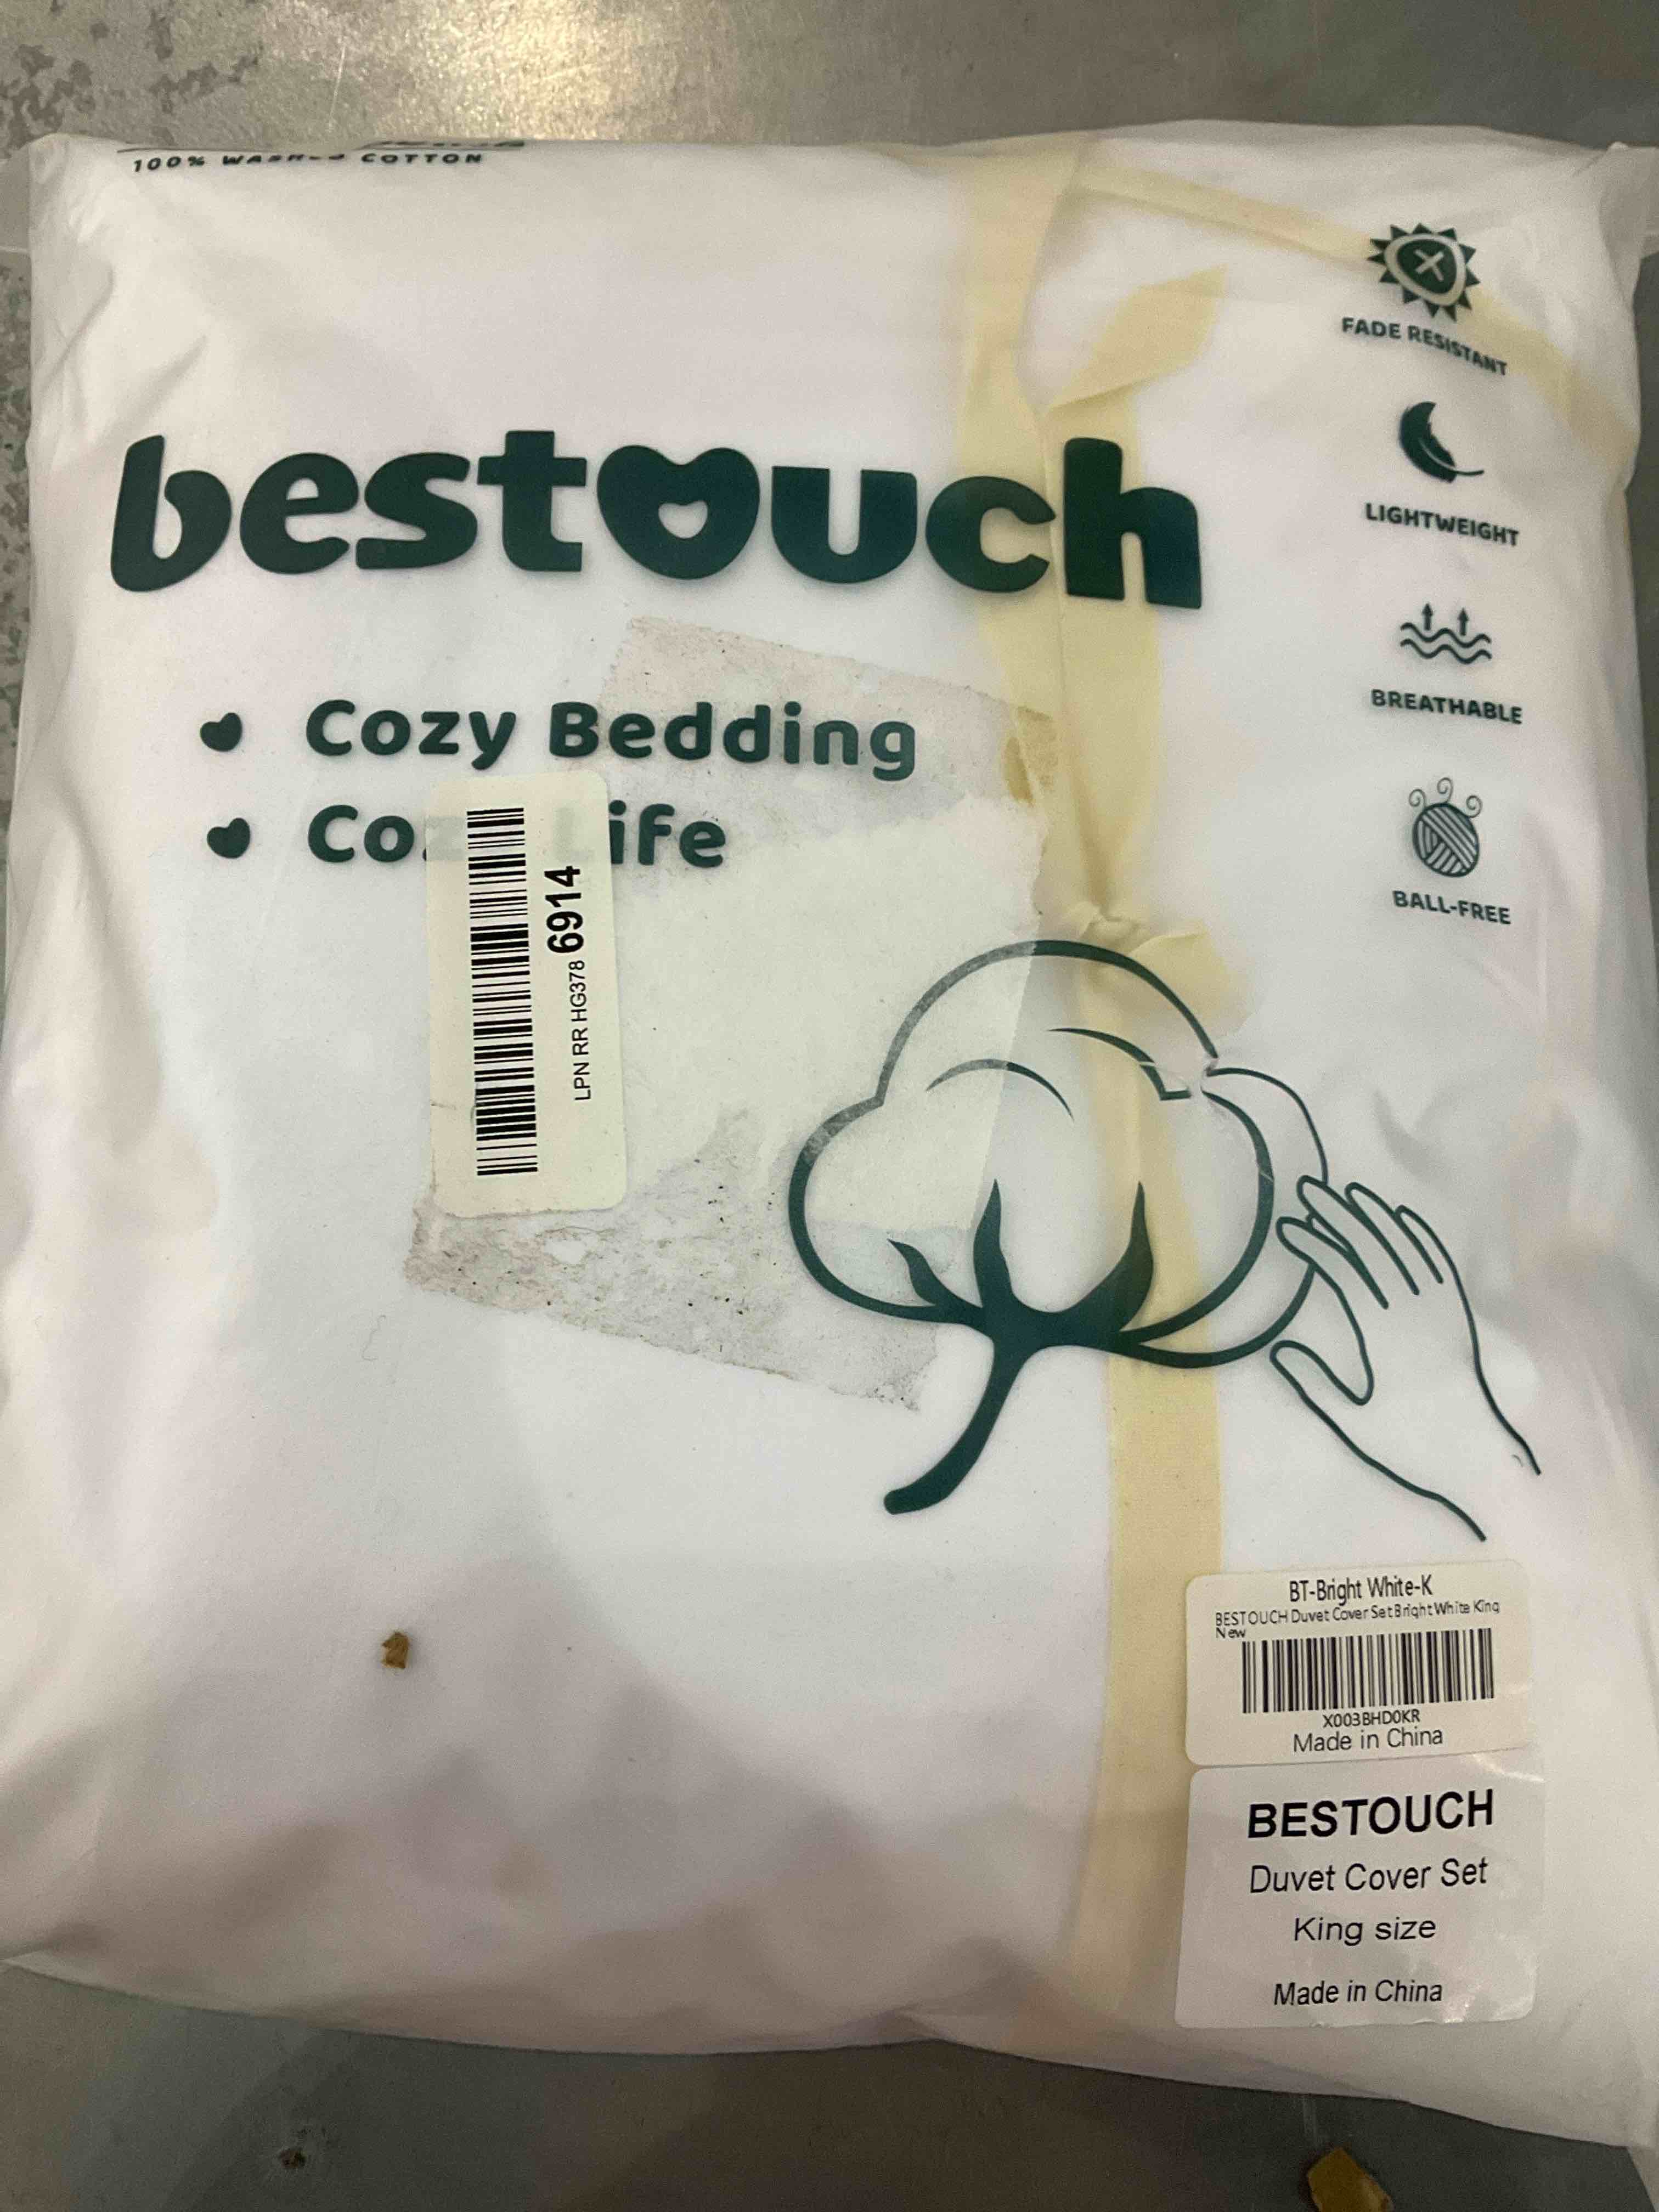 100% WASHED COTTON
FADE RESISTANT
LIGHTWEIGHT
BREATHABLE
BALL-FREE
bestouch
Cozy Bedding
Co ife
LPN RR HG378 6914
BT-Bright White-K
BESTOUCH Duvet Cover Set Bright White King
New
X003BHD0KR
Made in China
BESTOUCH
Duvet Cover Set
King size
Made in China